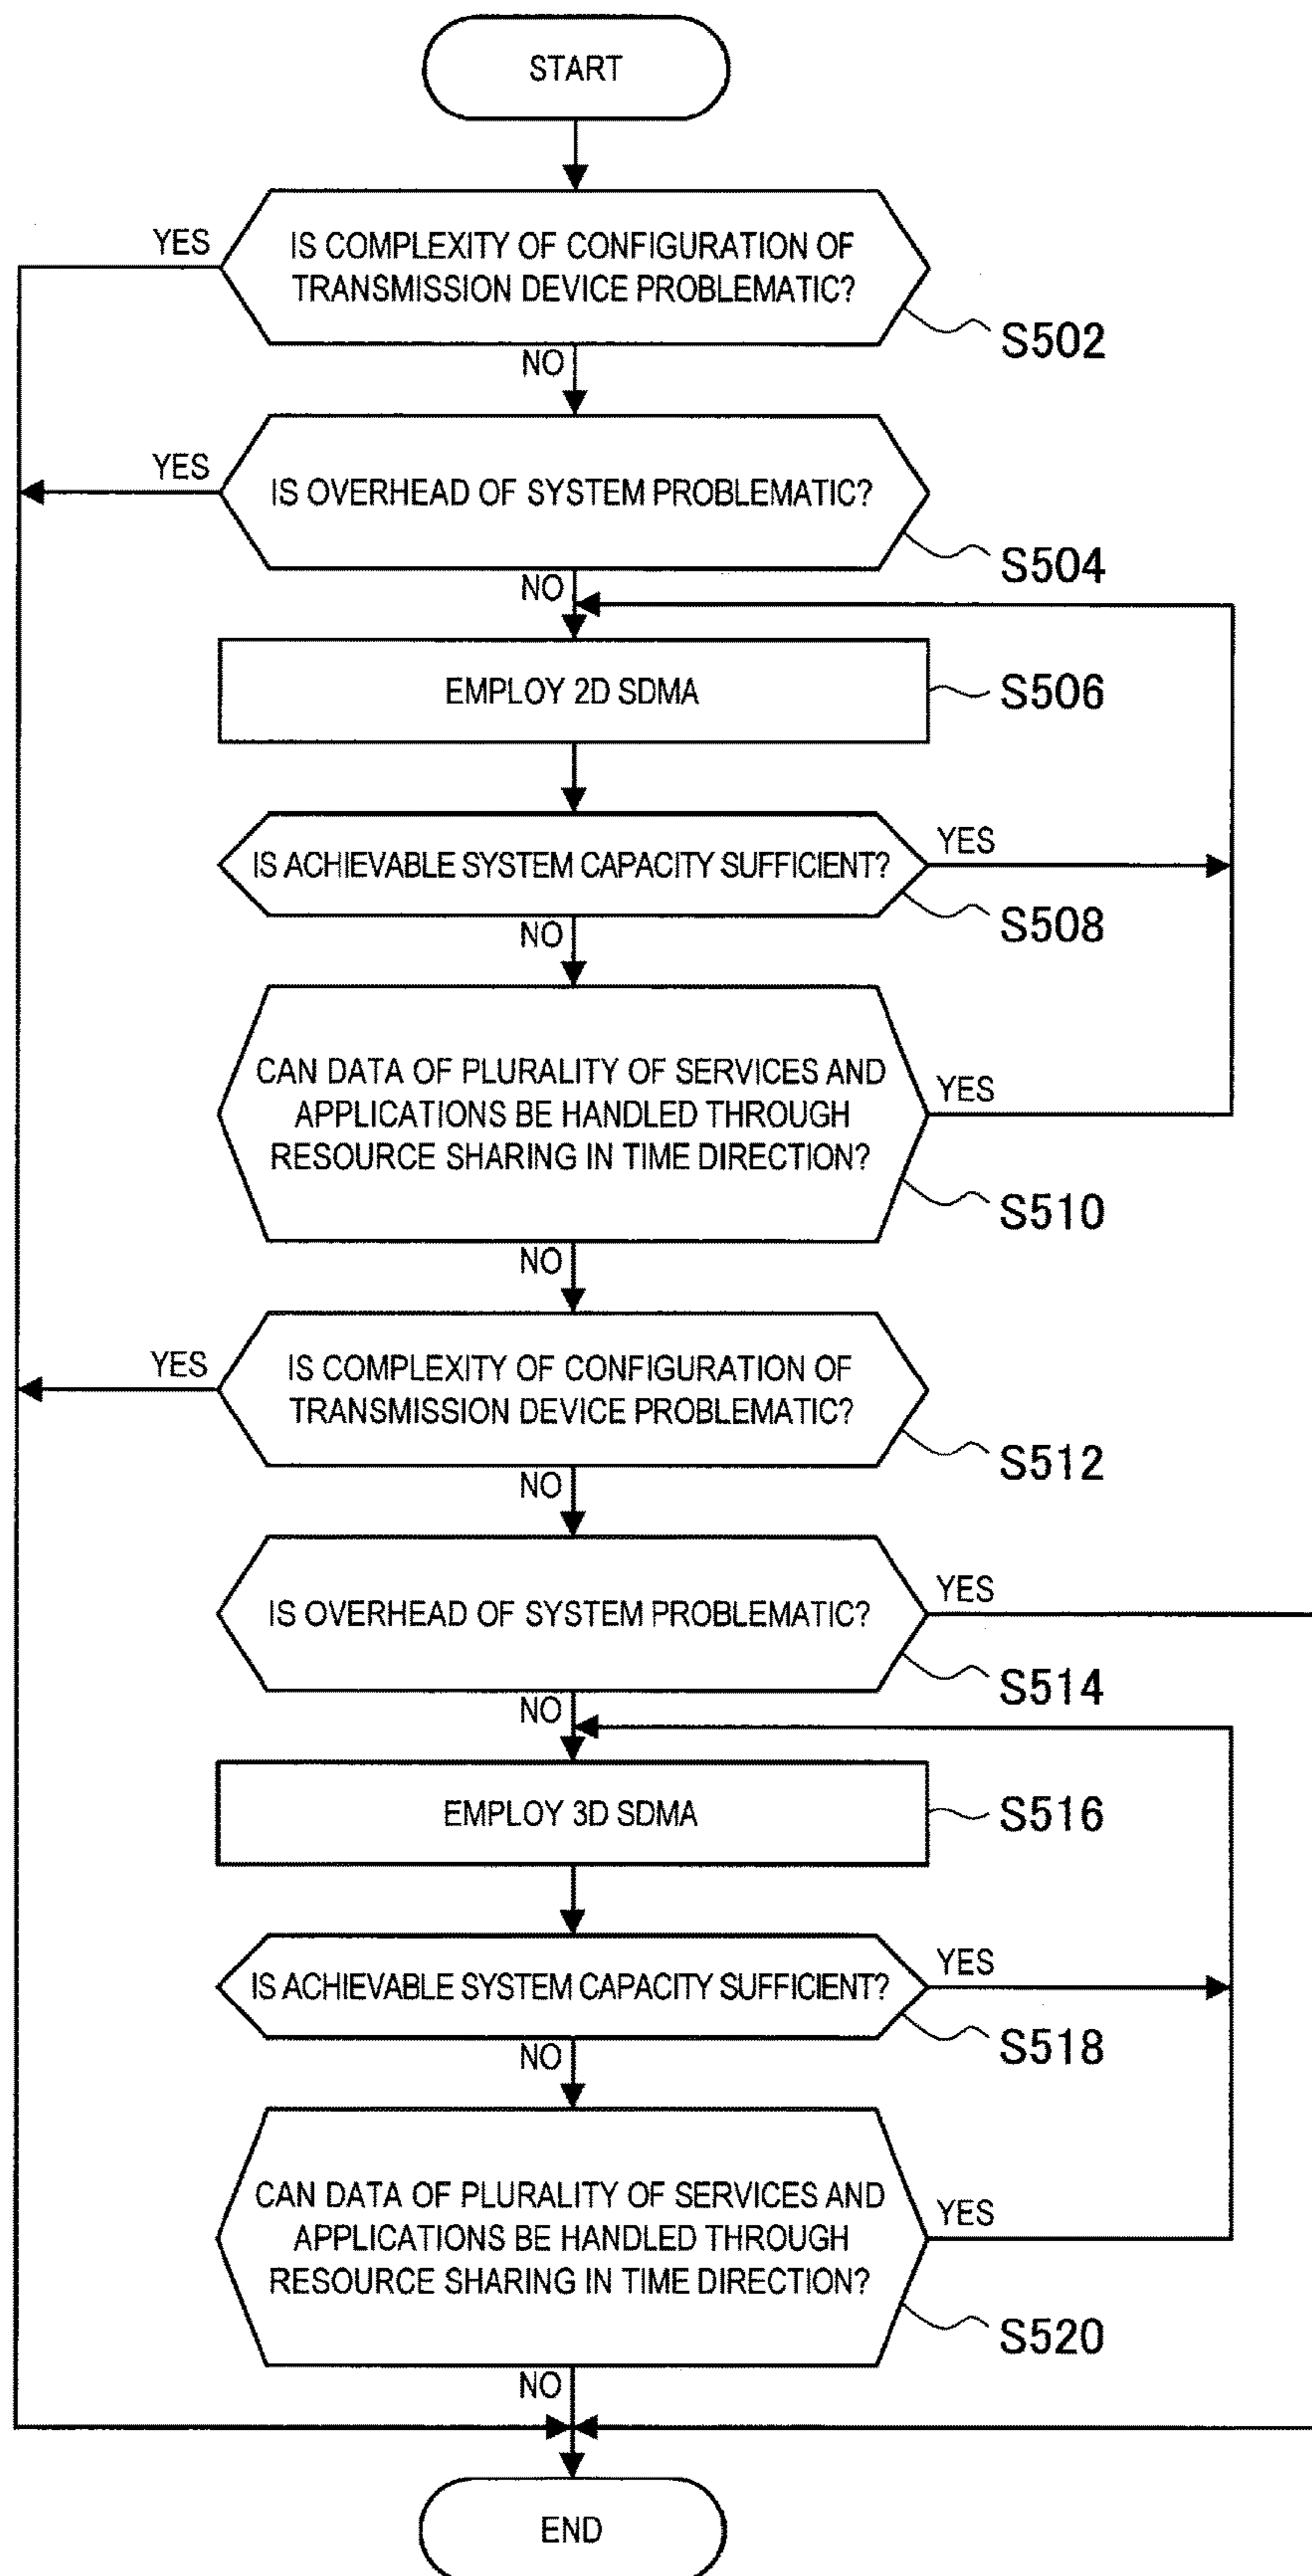 START
YES
IS COMPLEXITY OF CONFIGURATION OF
TRANSMISSION DEVICE PROBLEMATIC?
S502
NO
YES
IS OVERHEAD OF SYSTEM PROBLEMATIC?
S504
NO
EMPLOY 2D SDMA
S506
IS ACHIEVABLE SYSTEM CAPACITY SUFFICIENT?
YES
S508
NO
CAN DATA OF PLURALITY OF SERVICES AND
APPLICATIONS BE HANDLED THROUGH
RESOURCE SHARING IN TIME DIRECTION?
YES
S510
NO
YES
IS COMPLEXITY OF CONFIGURATION OF
TRANSMISSION DEVICE PROBLEMATIC?
S512
NO
IS OVERHEAD OF SYSTEM PROBLEMATIC?
YES
S514
NO
EMPLOY 3D SDMA
S516
IS ACHIEVABLE SYSTEM CAPACITY SUFFICIENT?
YES
S518
NO
CAN DATA OF PLURALITY OF SERVICES AND
APPLICATIONS BE HANDLED THROUGH
RESOURCE SHARING IN TIME DIRECTION?
YES
S520
NO
END